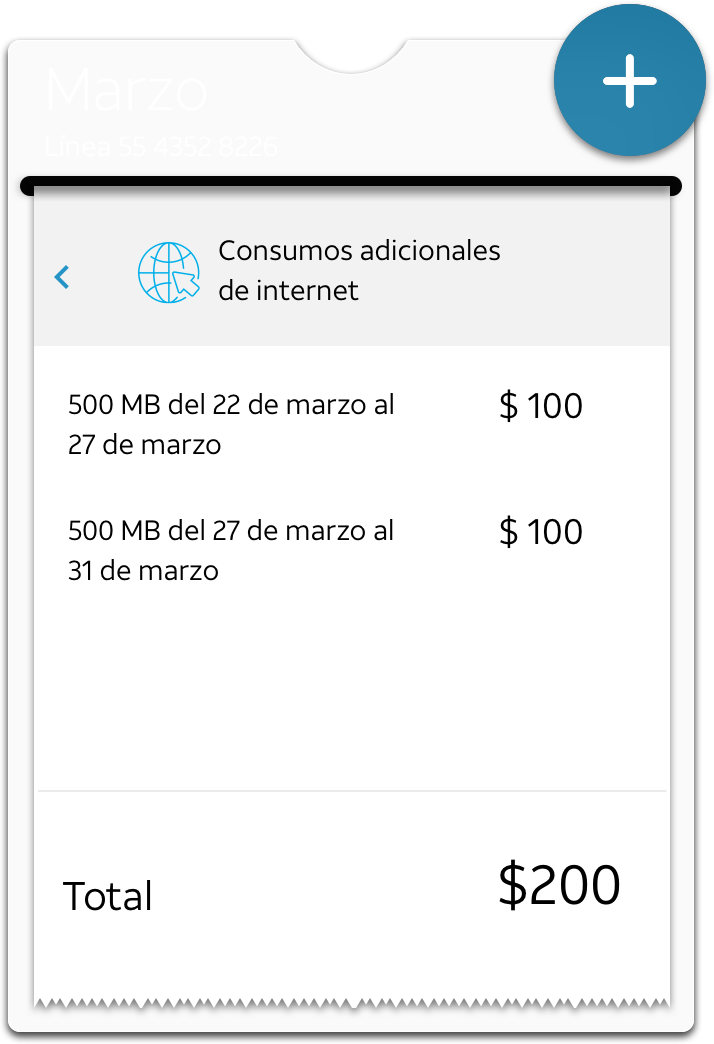 Marzo
Línea 55 4352 8226
Consumos adicionales
de internet
500 MB del 22 de marzo al
27 de marzo
$ 100
500 MB del 27 de marzo al
31 de marzo
$ 100
Total
$200